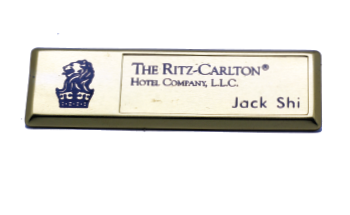 The Ritz-Carlton®
Hotel Company, L.L.C.
Jack Shi